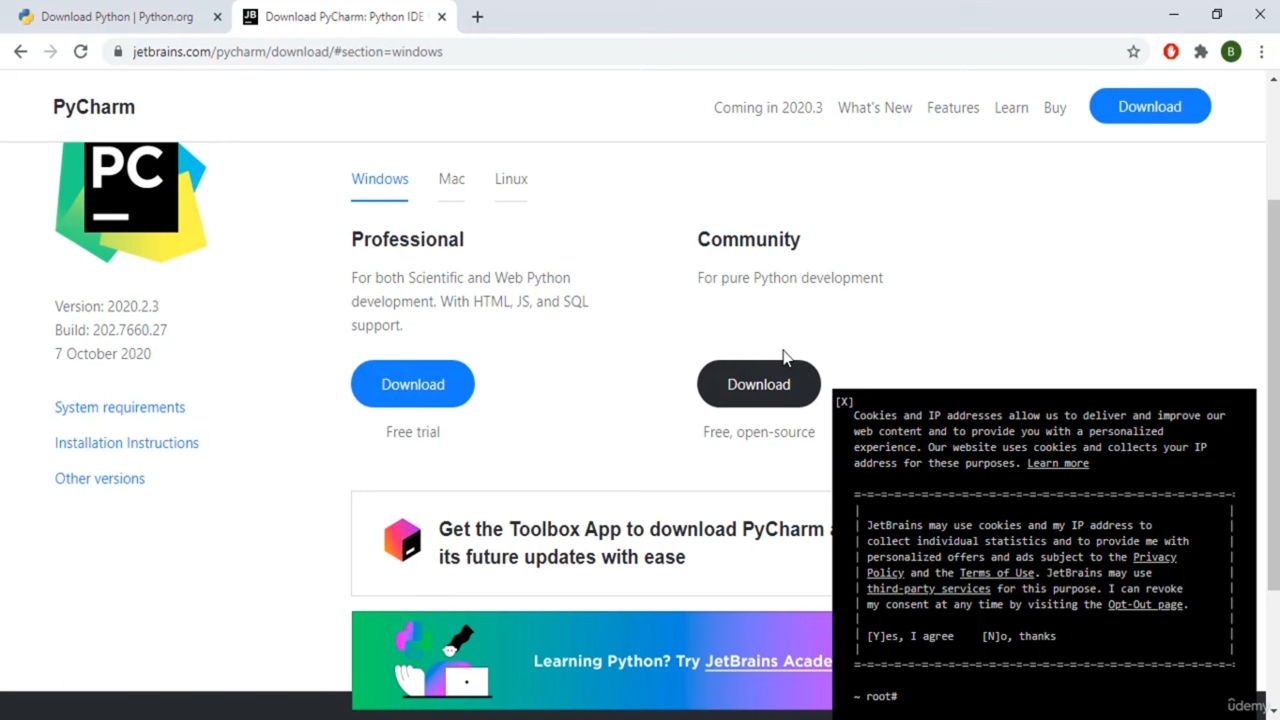 Download Python | Python.org
JB
Download PyCharm: Python IDE
jetbrains.com/pycharm/download/#section=windows
B
PyCharm
Coming in 2020.3
What's New
Features
Learn
Buy
Download
PC
Windows
Mac
Linux
Professional
For both Scientific and Web Python
development. With HTML, JS, and SQL
support.
Download
Free trial
Community
For pure Python development
Download
Free, open-source
Version: 2020.2.3
Build: 202.7660.27
7 October 2020
System requirements
Installation Instructions
Other versions
Get the Toolbox App to download PyCharm
its future updates with ease
Learning Python? Try JetBrains Acade
[X]
Cookies and IP addresses allow us to deliver and improve our
web content and to provide you with a personalized
experience. Our website uses cookies and collects your IP
address for these purposes. Learn more
JetBrains may use cookies and my IP address to
collect individual statistics and to provide me with
personalized offers and ads subject to the Privacy
Policy and the Terms of Use. JetBrains may use
third-party services for this purpose. I can revoke
my consent at any time by visiting the Opt-Out page.
[Y]es, I agree [N]o, thanks
~ root#
ûdemy